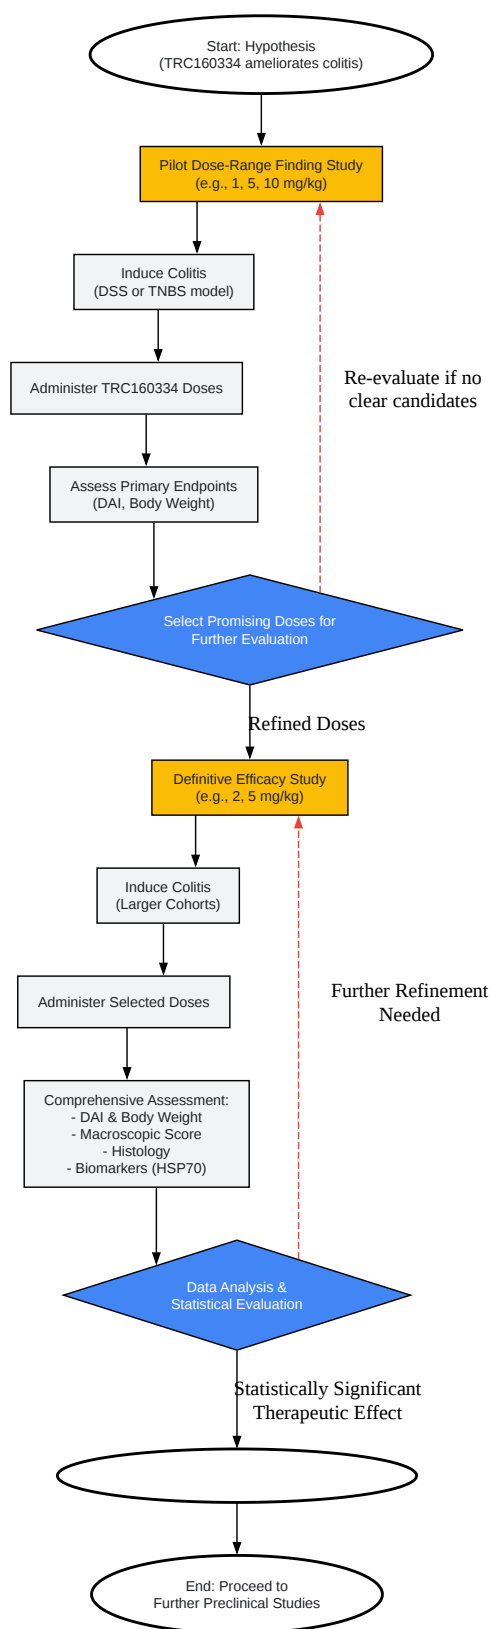 Start: Hypothesis
(TRC160334 ameliorates colitis)
Pilot Dose-Range Finding Study
(e.g., 1, 5, 10 mg/kg)
Induce Colitis
(DSS or TNBS model)
Re-evaluate if no
clear candidates
Administer TRC160334 Doses
Assess Primary Endpoints
(DAI, Body Weight)
Select Promising Doses for
Further Evaluation
Refined Doses
Definitive Efficacy Study
(e.g., 2, 5 mg/kg)
Induce Colitis
(Larger Cohorts)
Further Refinement
Needed
Administer Selected Doses
Comprehensive Assessment:
- DAI & Body Weight
- Macroscopic Score
- Histology
- Biomarkers (HSP70)
Data Analysis &
Statistical Evaluation
Statistically Significant
Therapeutic Effect
End: Proceed to
Further Preclinical Studies